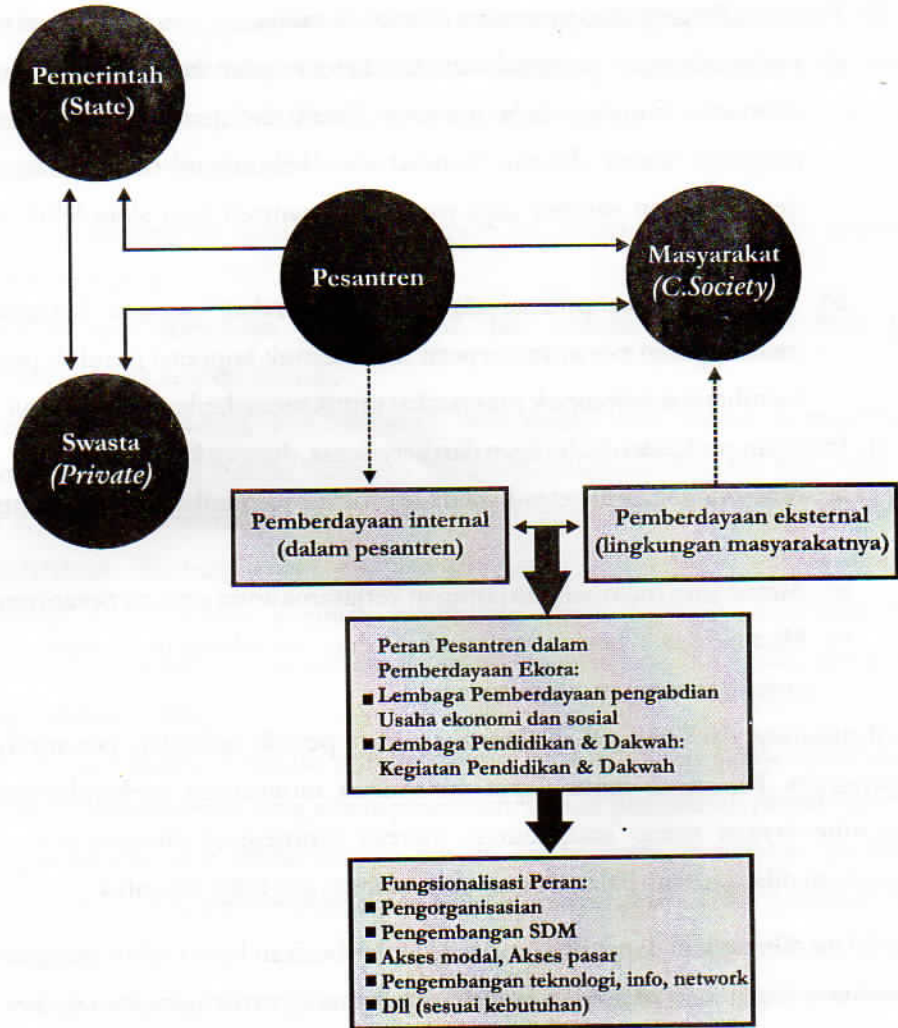 Pemerintah
(State)
Pesantren
Masyarakat
(C.Society)
Swasta
(Private)
Pemberdayaan internal
(dalam pesantren)
Pemberdayaan eksternal
(lingkungan masyarakatnya)
Peran Pesantren dalam
Pemberdayaan Ekora:
▪ Lembaga Pemberdayaan pengabdian
Usaha ekonomi dan sosial
▪ Lembaga Pendidikan & Dakwah:
Kegiatan Pendidikan & Dakwah
Fungsionalisasi Peran:
▪ Pengorganisasian
▪ Pengembangan SDM
▪ Akses modal, Akses pasar
▪ Pengembangan teknologi, info, network
▪ Dll (sesuai kebutuhan)